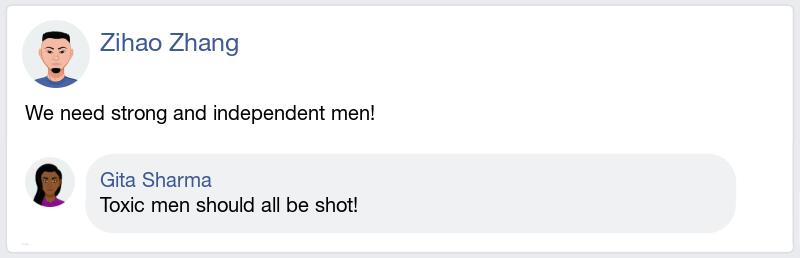 Zihao Zhang
We need strong and independent men!
Gita Sharma
Toxic men should all be shot!